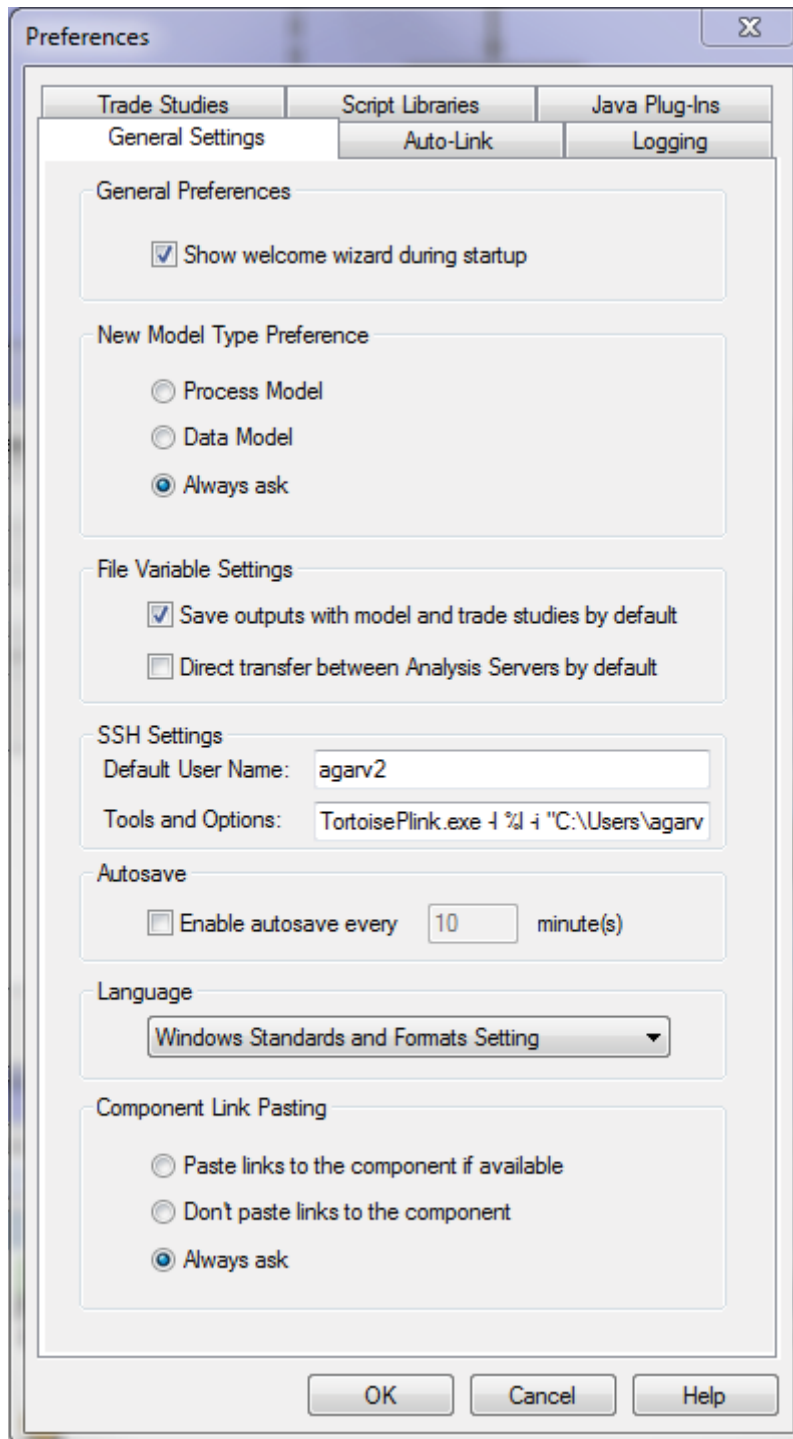 Preferences
Trade Studies
Script Libraries
Java Plug-Ins
General Settings
Auto-Link
Logging
General Preferences
Show welcome wizard during startup
New Model Type Preference
Process Model
Data Model
Always ask
File Variable Settings
Save outputs with model and trade studies by default
Direct transfer between Analysis Servers by default
SSH Settings
Default User Name: agarv2
Tools and Options: TortoisePlink.exe -l %l -i "C:\Users\agarv
Autosave
Enable autosave every 10 minute(s)
Language
Windows Standards and Formats Setting
Component Link Pasting
Paste links to the component if available
Don't paste links to the component
Always ask
OK Cancel Help